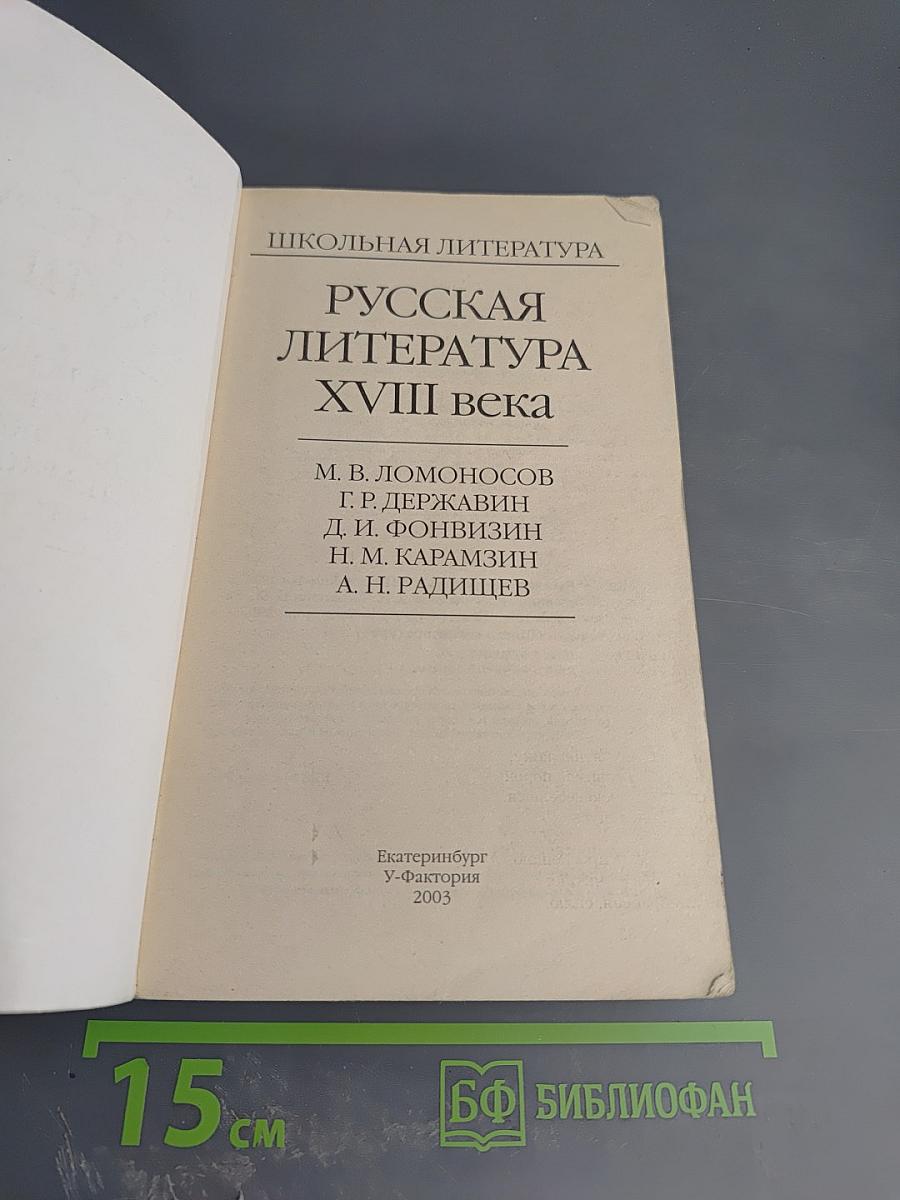 ШКОЛЬНАЯ ЛИТЕРАТУРА
РУССКАЯ
ЛИТЕРАТУРА
XVIII века
М. В. ЛОМОНОСОВ
Г. Р. ДЕРЖАВИН
Д. И. ФОНВИЗИН
Н. М. КАРАМЗИН
А. Н. РАДИЩЕВ
Екатеринбург
У-Фактория
2003
15 см
БФ БИБЛИОФАН